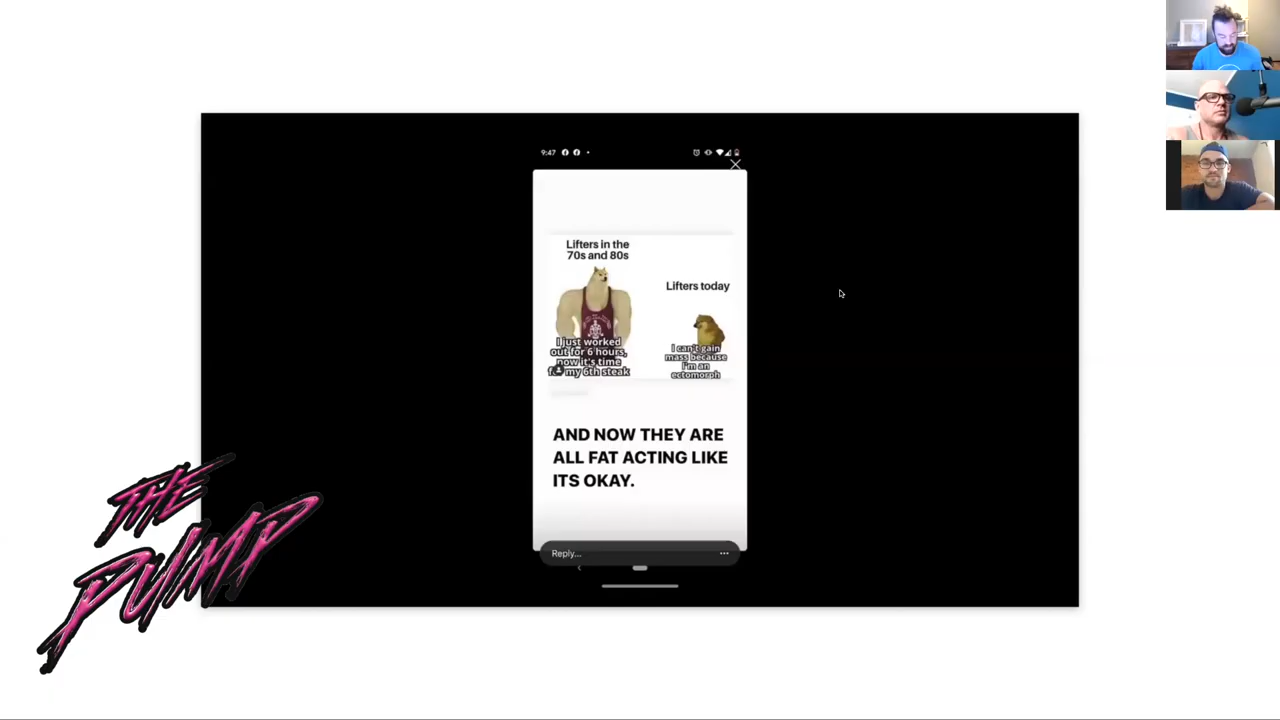 9:47
Lifters in the
70s and 80s
Lifters today
I just worked
out for 6 hours,
now it's time
my 6th steak
I can't gain
mass because
I'm an
ectomorph
AND NOW THEY ARE
ALL FAT ACTING LIKE
ITS OKAY.
Reply...
THE
PUMP